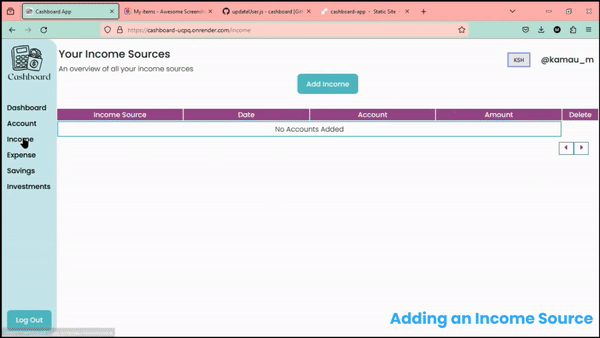 Cashboard App
My items - Awesome Screensh
updateUser.js - cashboard [Git
cashboard-app · Static Site ·
https://cashboard-ucpq.onrender.com/income
Cashboard
Your Income Sources
An overview of all your income sources
KSH
@kamau_m
Add Income
Dashboard
Account
Income
Expense
Savings
Investments
Income Source Date Account Amount Delete
No Accounts Added
Log Out
Adding an Income Source